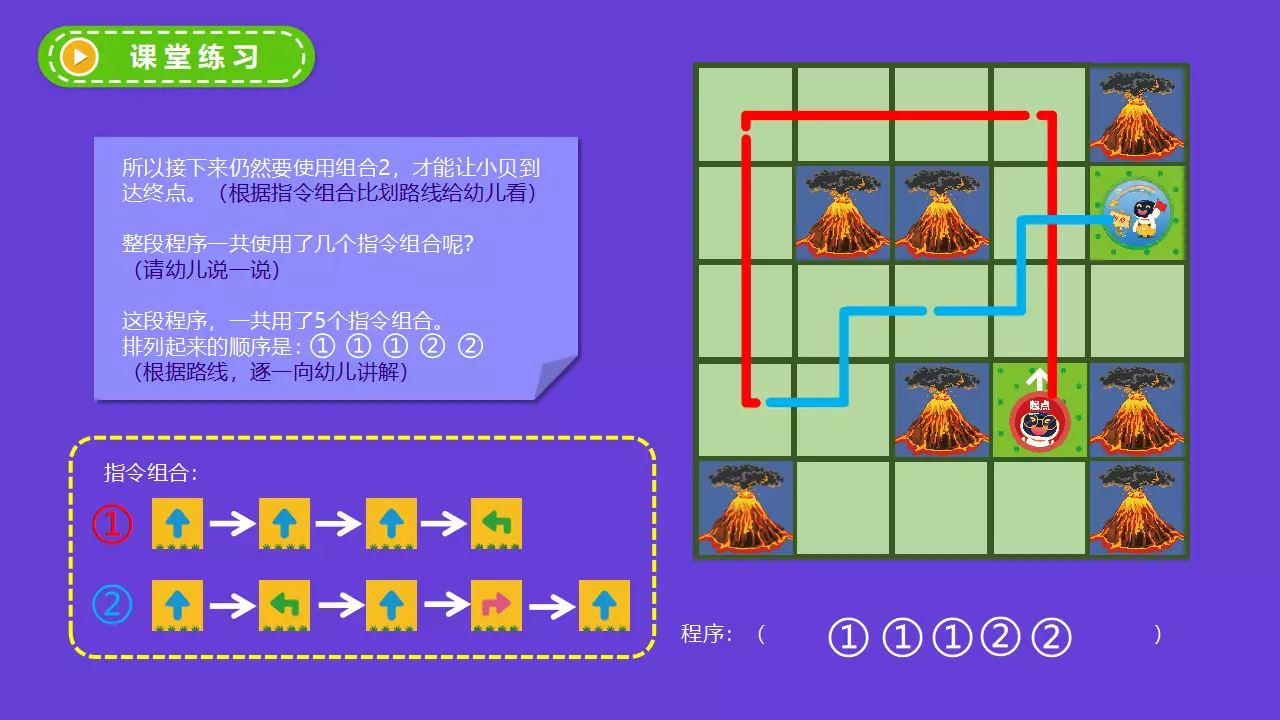 课堂练习
所以接下来仍然要使用组合2，才能让小贝到
达终点。（根据指令组合比划路线给幼儿看）
整段程序一共使用了几个指令组合呢?
（请幼儿说一说）
这段程序，一共用了5个指令组合。
排列起来的顺序是：① ① ① ② ②
（根据路线，逐一向幼儿讲解）
指令组合：
①
②
起点
程序：（ ① ① ① ② ② ）